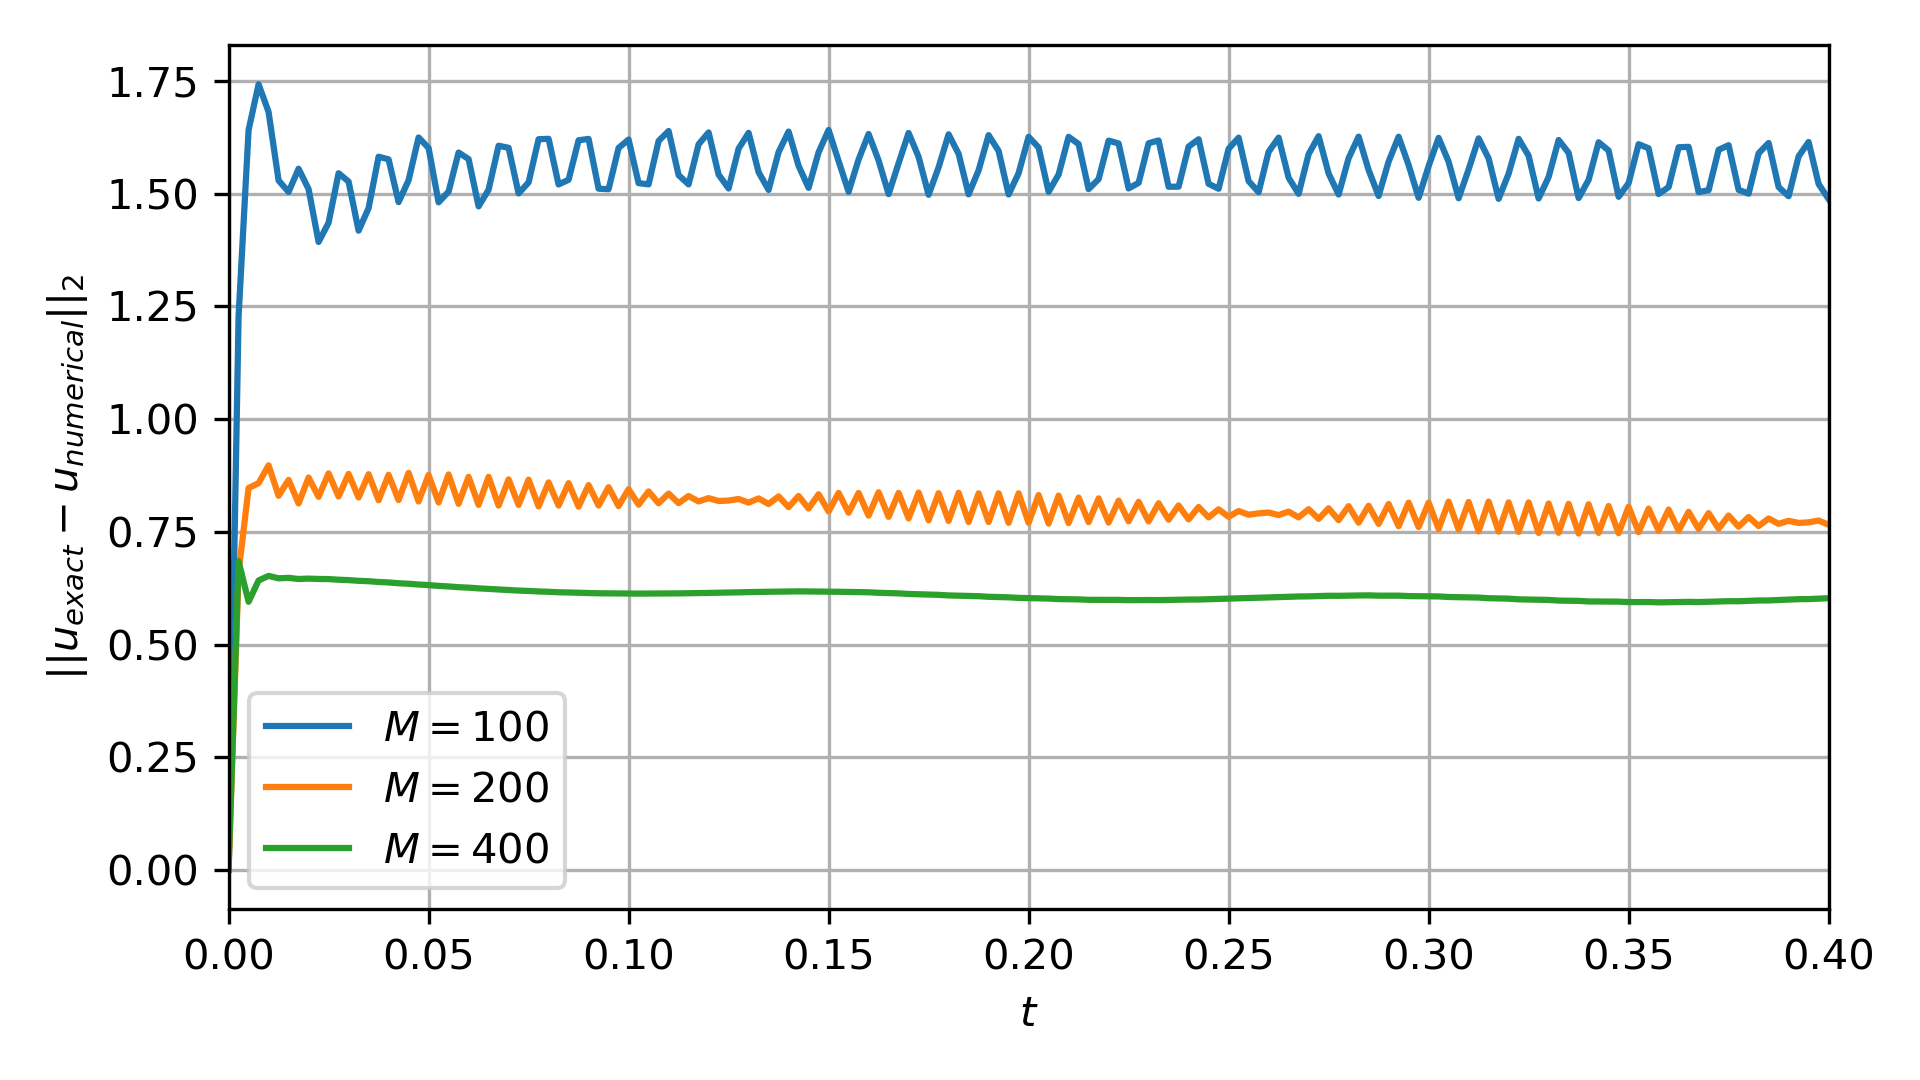 1.75
1.50
1.25
1.00
0.75
0.50
0.25
0.00
||u_exact − u_numerical||_2
M = 100
M = 200
M = 400
0.00 0.05 0.10 0.15 0.20 0.25 0.30 0.35 0.40
t